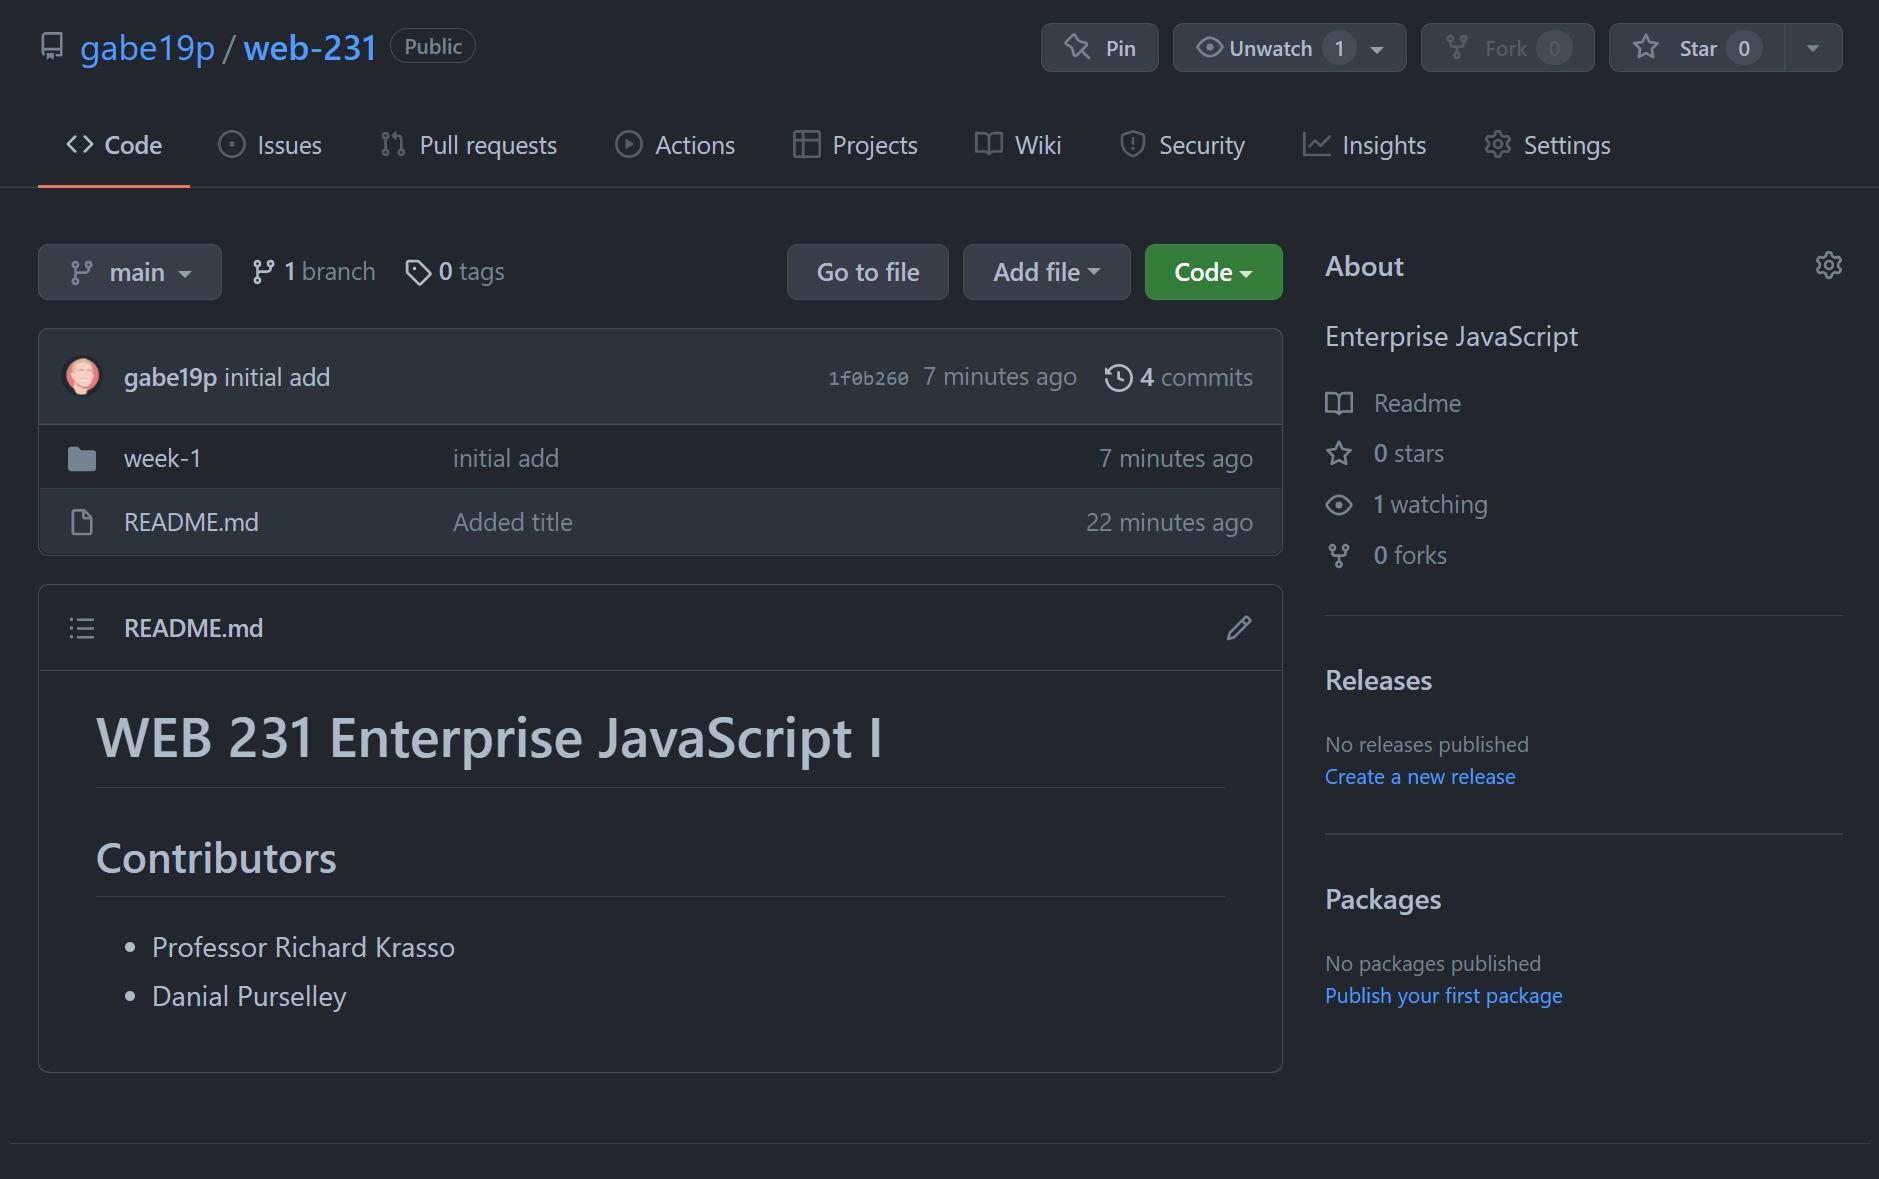 gabe19p / web-231 Public
Pin
Unwatch 1
Fork 0
Star 0
Code
Issues
Pull requests
Actions
Projects
Wiki
Security
Insights
Settings
main
1 branch
0 tags
Go to file
Add file
Code
gabe19p initial add
1f0b260 7 minutes ago
4 commits
week-1 initial add 7 minutes ago
README.md Added title 22 minutes ago
README.md
WEB 231 Enterprise JavaScript I
Contributors
Professor Richard Krasso
Danial Purselley
About
Enterprise JavaScript
Readme
0 stars
1 watching
0 forks
Releases
No releases published
Create a new release
Packages
No packages published
Publish your first package